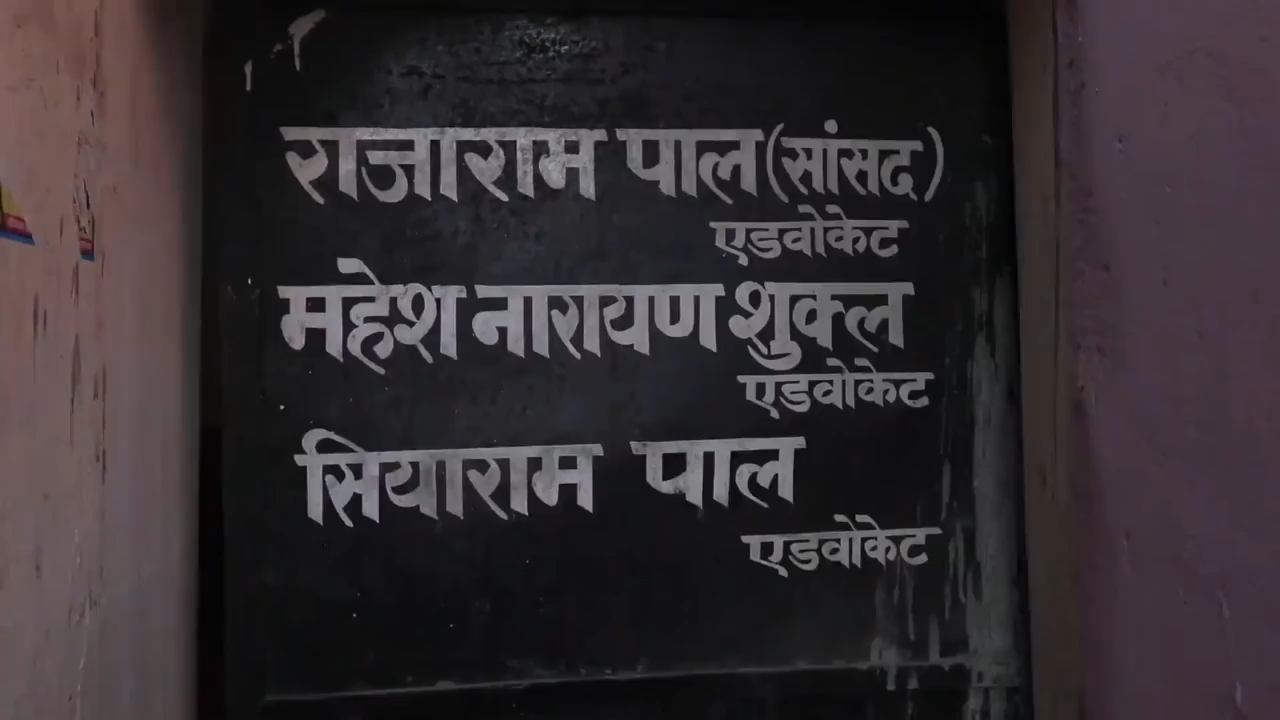 राजाराम पाल (सांसद)
एडवोकेट
महेश नारायण शुक्ल
एडवोकेट
सियाराम पाल
एडवोकेट